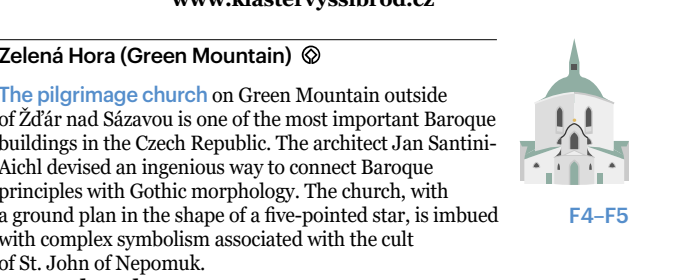 www.klastervyssibrod.cz
Zelená Hora (Green Mountain)
The pilgrimage church on Green Mountain outside
of Žďár nad Sázavou is one of the most important Baroque
buildings in the Czech Republic. The architect Jan Santini-
Aichl devised an ingenious way to connect Baroque
principles with Gothic morphology. The church, with
a ground plan in the shape of a five-pointed star, is imbued
with complex symbolism associated with the cult
of St. John of Nepomuk.
F4–F5